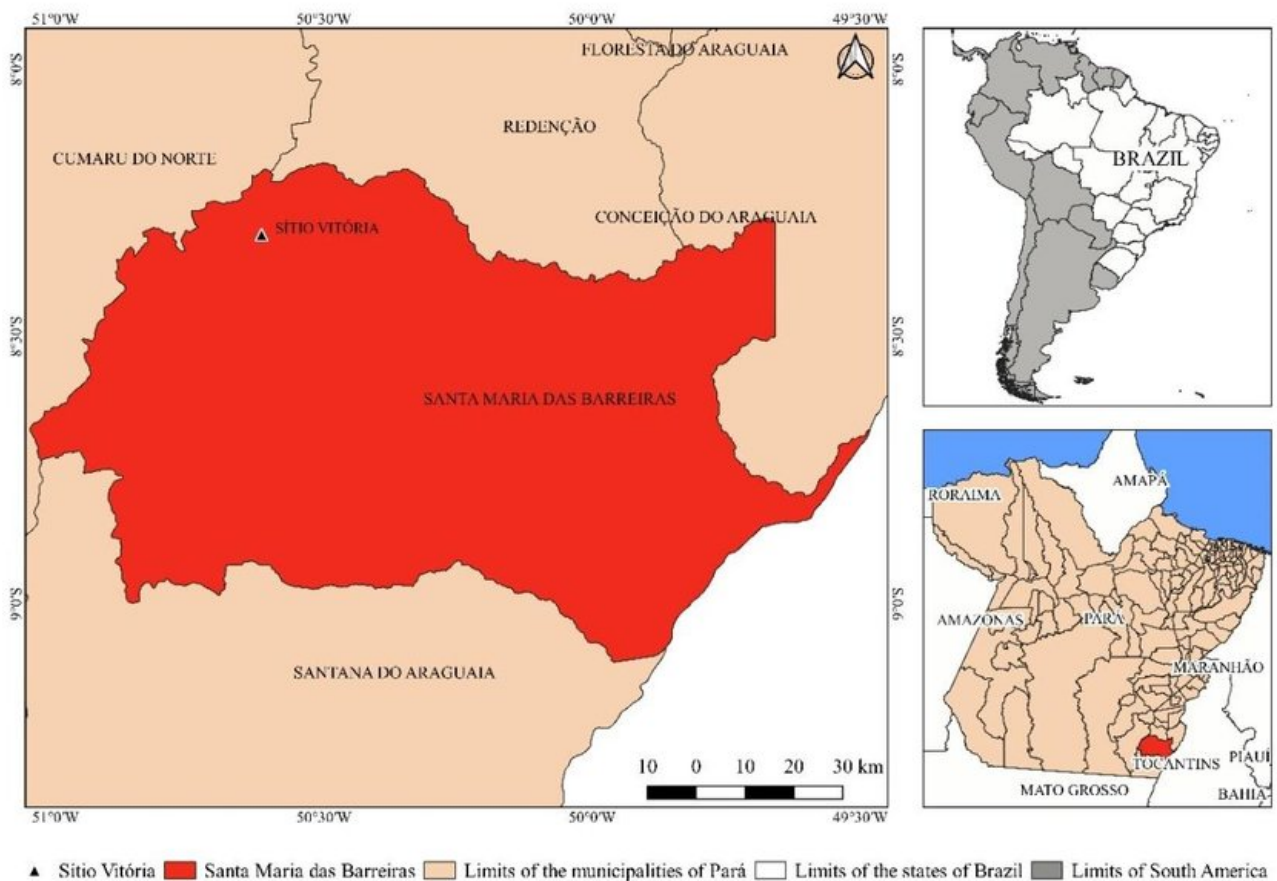 51°0'W 50°30'W 50°0'W 49°30'W
8°0'S
8°30'S
9°0'S
FLORESTA DO ARAGUAIA
REDENÇÃO
CUMARU DO NORTE
CONCEIÇÃO DO ARAGUAIA
SÍTIO VITÓRIA
SANTA MARIA DAS BARREIRAS
SANTANA DO ARAGUAIA
10 0 10 20 30 km
51°0'W 50°30'W 50°0'W 49°30'W
8°0'S
8°30'S
9°0'S
BRAZIL
RORAIMA
AMAPÁ
AMAZONAS
PARÁ
MARANHÃO
TOCANTINS
PIAUÍ
MATO GROSSO
BAHIA
Sítio Vitória Santa Maria das Barreiras Limits of the municipalities of Pará Limits of the states of Brazil Limits of South America